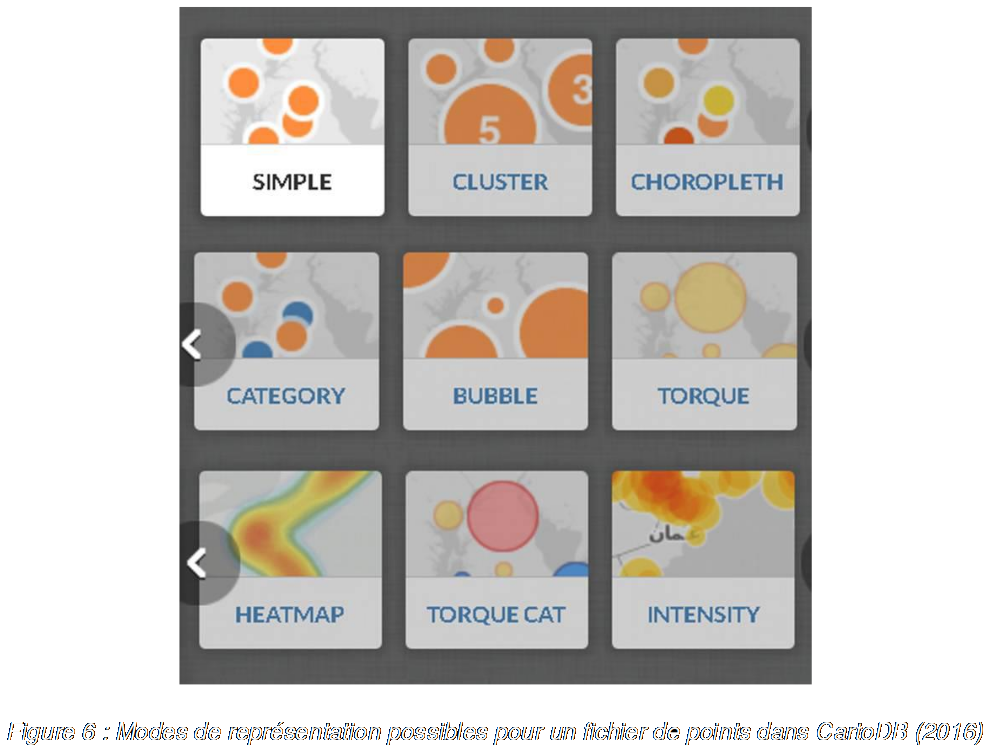 5
3
SIMPLE
CLUSTER
CHOROPLETH
CATEGORY
BUBBLE
TORQUE
عمان
HEATMAP
TORQUE CAT
INTENSITY
Figure 6 : Modes de représentation possibles pour un fichier de points dans CartoDB (2016)